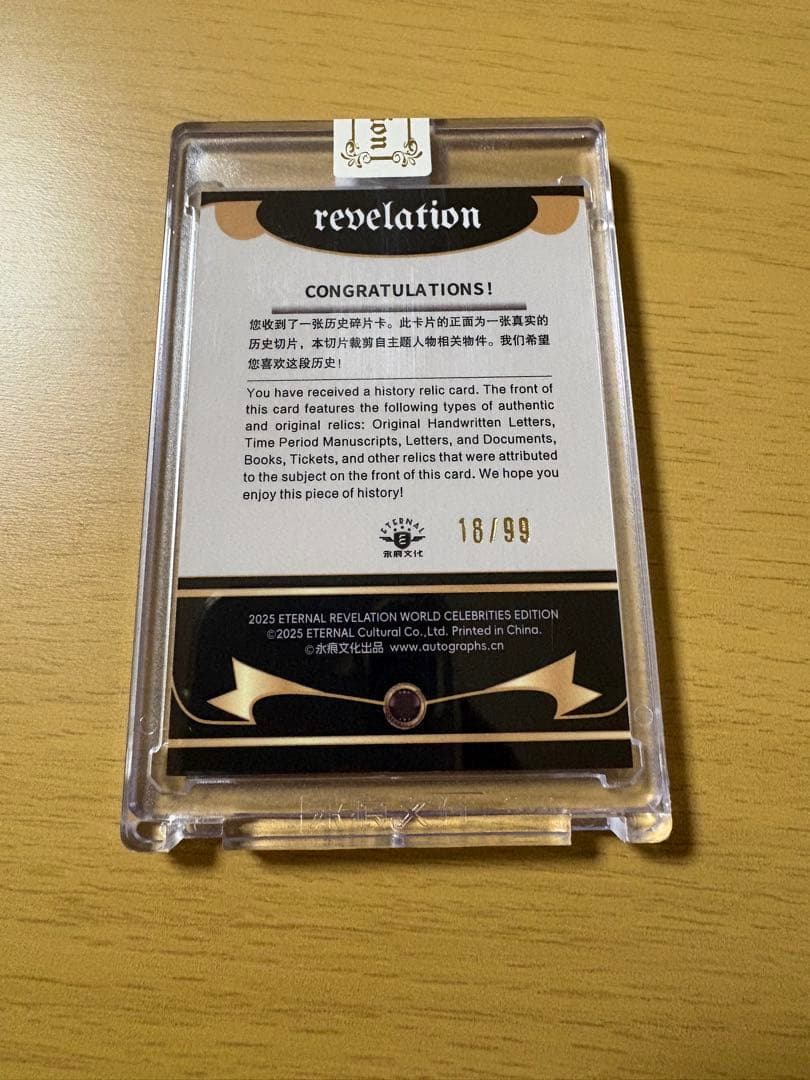 ion
revelation
CONGRATULATIONS!
您收到了一张历史碎片卡。此卡片的正面为一张真实的
历史切片，本切片裁剪自主题人物相关物件。我们希望
您喜欢这段历史！
You have received a history relic card. The front of
this card features the following types of authentic
and original relics: Original Handwritten Letters,
Time Period Manuscripts, Letters, and Documents,
Books, Tickets, and other relics that were attributed
to the subject on the front of this card. We hope you
enjoy this piece of history!
ETERNAL
永痕文化
18/99
2025 ETERNAL REVELATION WORLD CELEBRITIES EDITION
©2025 ETERNAL Cultural Co.,Ltd. Printed in China.
©永痕文化出品 www.autographs.cn